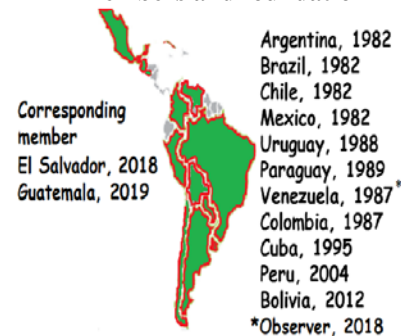 Argentina, 1982
Brazil, 1982
Chile, 1982
Mexico, 1982
Uruguay, 1988
Paraguay, 1989
Venezuela, 1987*
Colombia, 1987
Cuba, 1995
Peru, 2004
Bolivia, 2012
*Observer, 2018
Corresponding
member
El Salvador, 2018
Guatemala, 2019